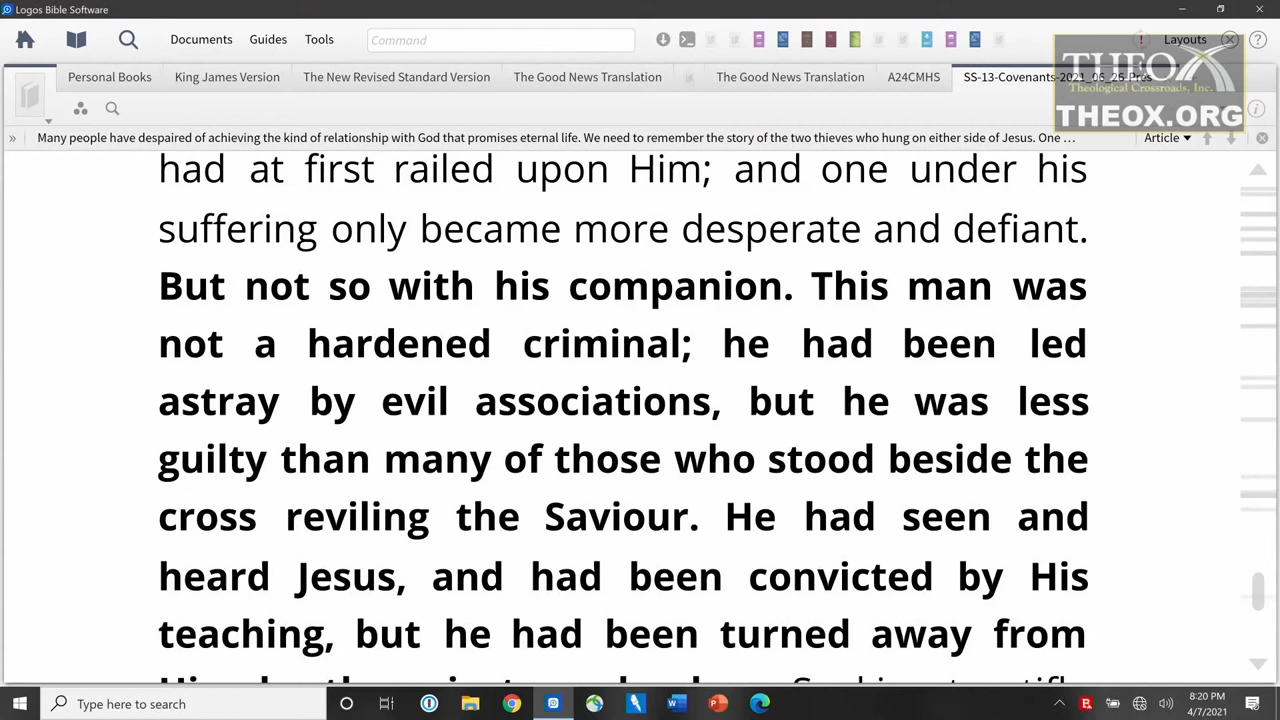 Logos Bible Software
Documents Guides Tools Command Layouts
THEOX
Theological Crossroads, Inc.
THEOX.ORG
Personal Books King James Version The New Revised Standard Version The Good News Translation The Good News Translation A24CMHS SS-13-Covenants-2021_06_26.Pres
Many people have despaired of achieving the kind of relationship with God that promises eternal life. We need to remember the story of the two thieves who hung on either side of Jesus. One … Article
had at first railed upon Him; and one under his
suffering only became more desperate and defiant.
But not so with his companion. This man was
not a hardened criminal; he had been led
astray by evil associations, but he was less
guilty than many of those who stood beside the
cross reviling the Saviour. He had seen and
heard Jesus, and had been convicted by His
teaching, but he had been turned away from
Type here to search
8:20 PM
4/7/2021